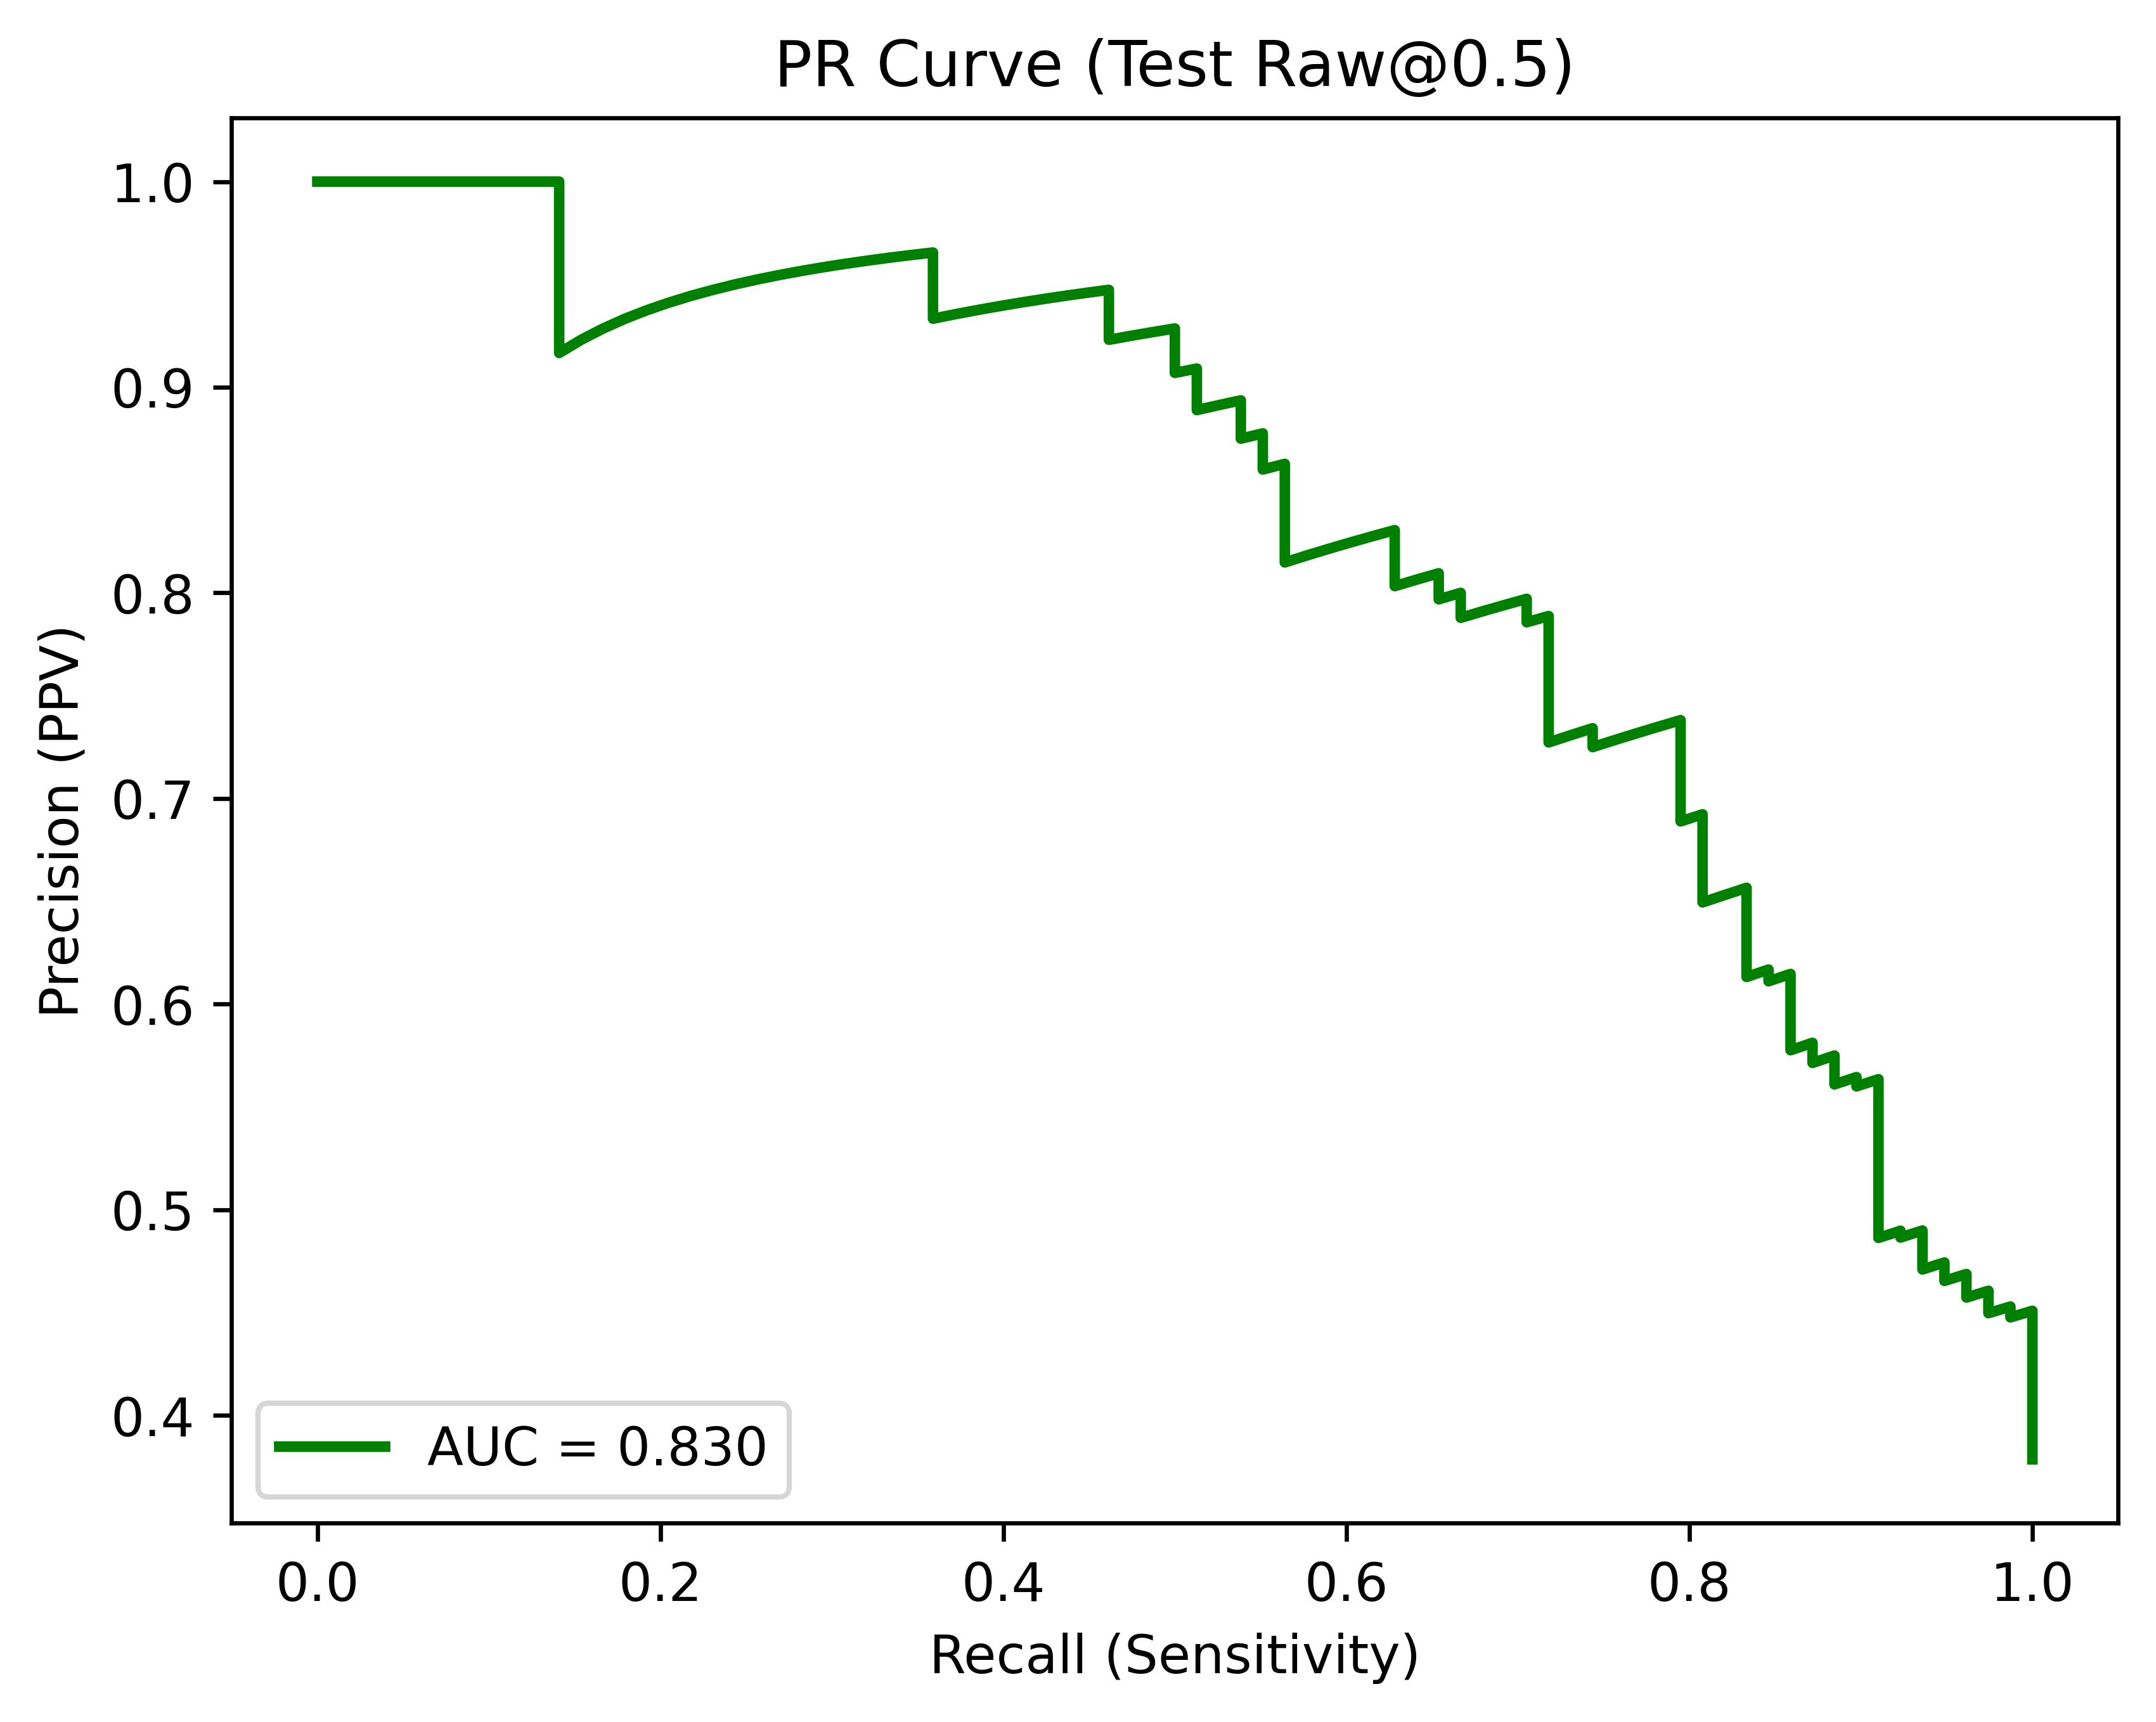 PR Curve (Test Raw@0.5)
1.0
0.9
0.8
0.7
0.6
0.5
0.4
Precision (PPV)
AUC = 0.830
0.0 0.2 0.4 0.6 0.8 1.0
Recall (Sensitivity)